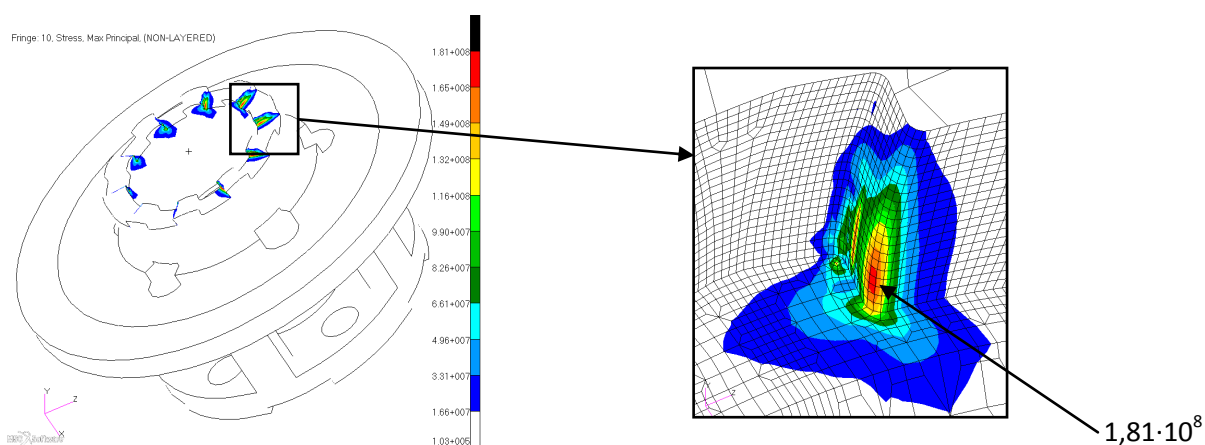 Fringe: 10, Stress, Max Principal, (NON-LAYERED)
1.81+008
1.65+008
1.49+008
1.32+008
1.16+008
9.90+007
8.26+007
6.61+007
4.96+007
3.31+007
1.66+007
1.03+005
Y
Z
X
MSC Software
1,81·10⁸